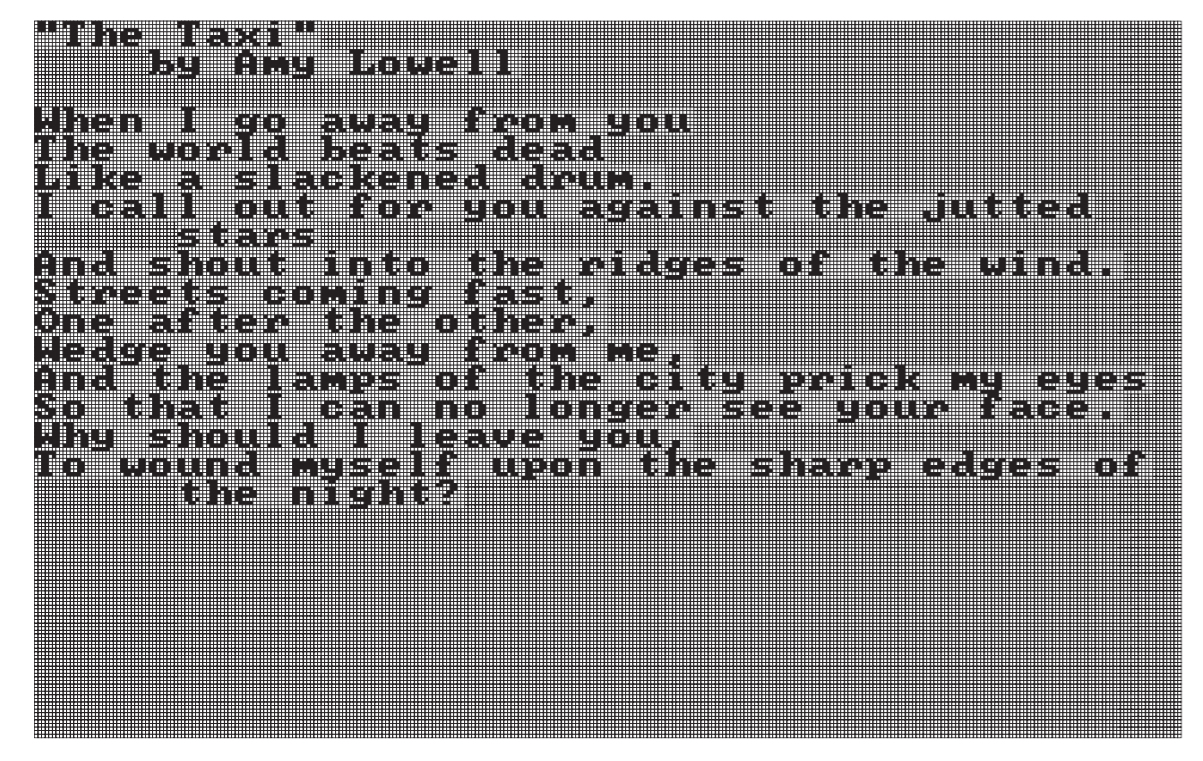 "The Taxi"
    by Amy Lowell

When I go away from you
The world beats dead
Like a slackened drum.
I call out for you against the jutted
     stars
And shout into the ridges of the wind.
Streets coming fast,
One after the other,
Wedge you away from me,
And the lamps of the city prick my eyes
So that I can no longer see your face.
Why should I leave you,
To wound myself upon the sharp edges of
     the night?